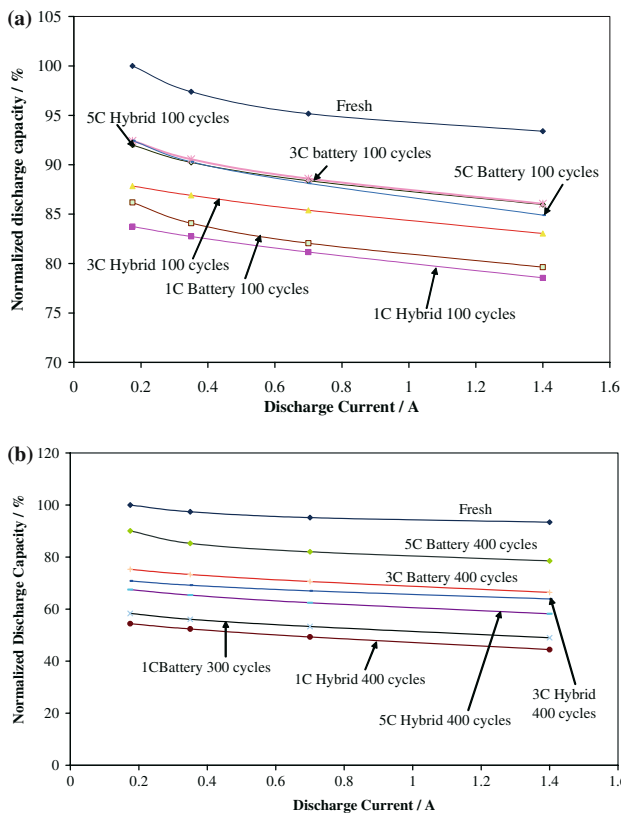 (a)
Normalized discharge capacity / %
105
100
95
90
85
80
75
70
Fresh
5C Hybrid 100 cycles
3C battery 100 cycles
5C Battery 100 cycles
3C Hybrid 100 cycles
1C Battery 100 cycles
1C Hybrid 100 cycles
0 0.2 0.4 0.6 0.8 1 1.2 1.4 1.6
Discharge Current / A
(b)
Normalized Discharge Capacity / %
120
100
80
60
40
20
0
Fresh
5C Battery 400 cycles
3C Battery 400 cycles
1CBattery 300 cycles
1C Hybrid 400 cycles
5C Hybrid 400 cycles
3C Hybrid
400 cycles
0 0.2 0.4 0.6 0.8 1 1.2 1.4 1.6
Discharge Current / A